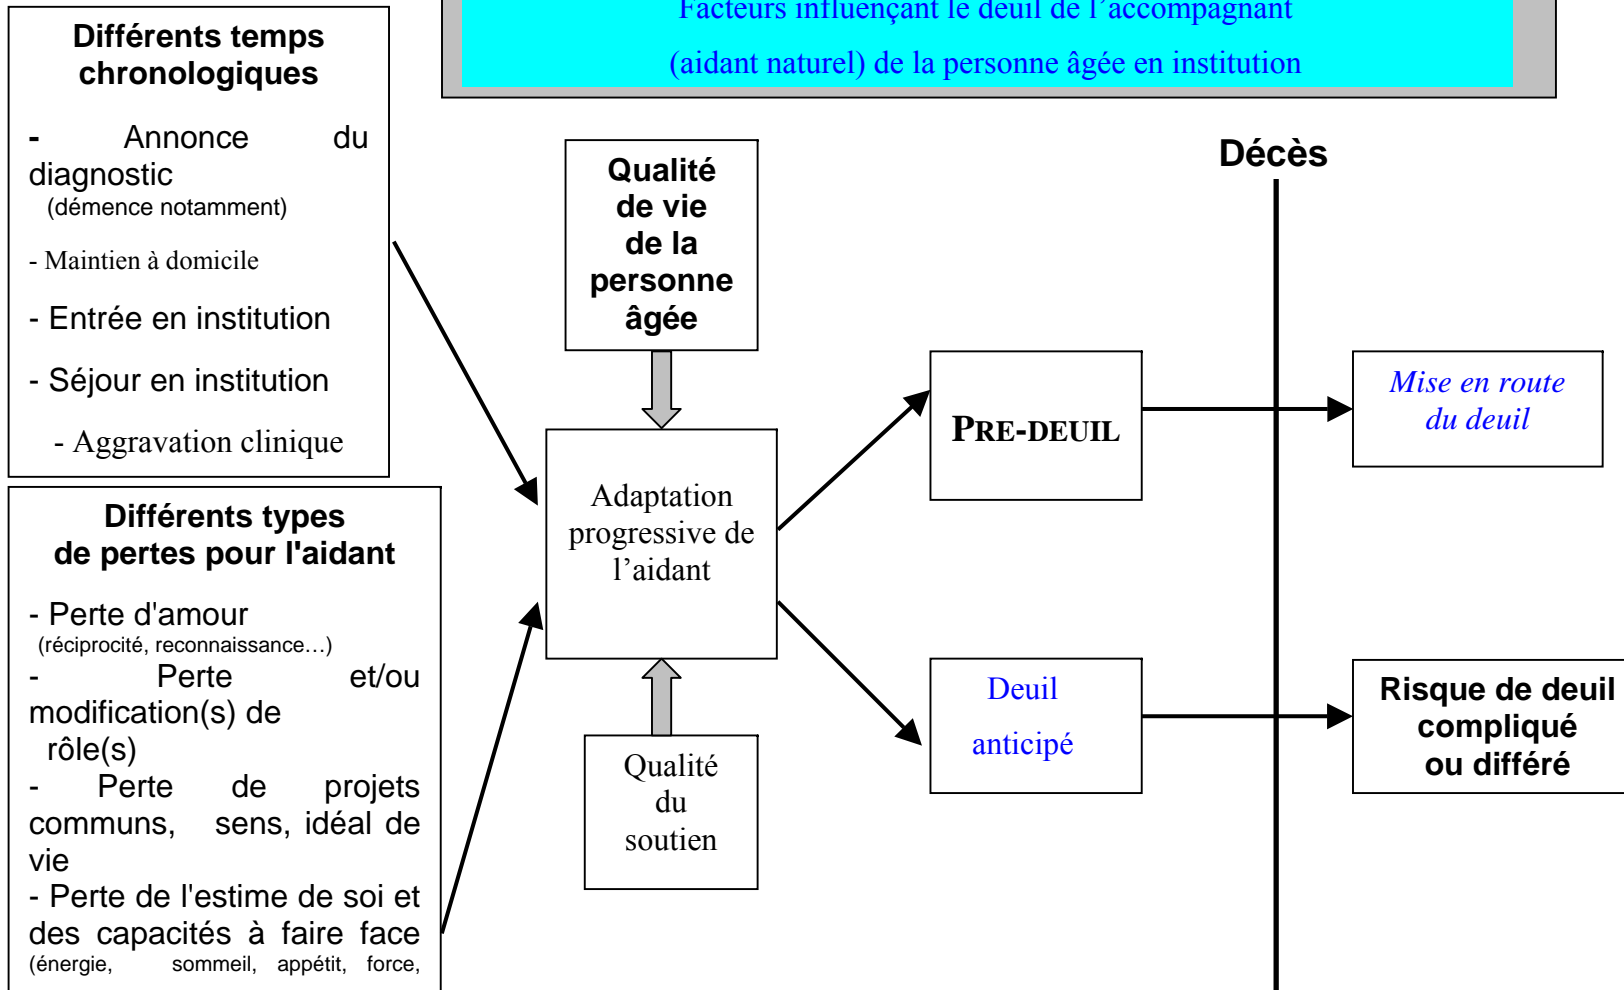 Facteurs influençant le deuil de l’accompagnant
(aidant naturel) de la personne âgée en institution
Différents temps
chronologiques
- Annonce du
diagnostic
(démence notamment)
- Maintien à domicile
- Entrée en institution
- Séjour en institution
- Aggravation clinique
Différents types
de pertes pour l'aidant
- Perte d'amour
(réciprocité, reconnaissance…)
- Perte et/ou
modification(s) de
rôle(s)
- Perte de projets
communs, sens, idéal de
vie
- Perte de l'estime de soi et
des capacités à faire face
(énergie, sommeil, appétit, force,
Qualité
de vie
de la
personne
âgée
Adaptation
progressive de
l’aidant
Qualité
du
soutien
PRE-DEUIL
Deuil
anticipé
Décès
Mise en route
du deuil
Risque de deuil
compliqué
ou différé